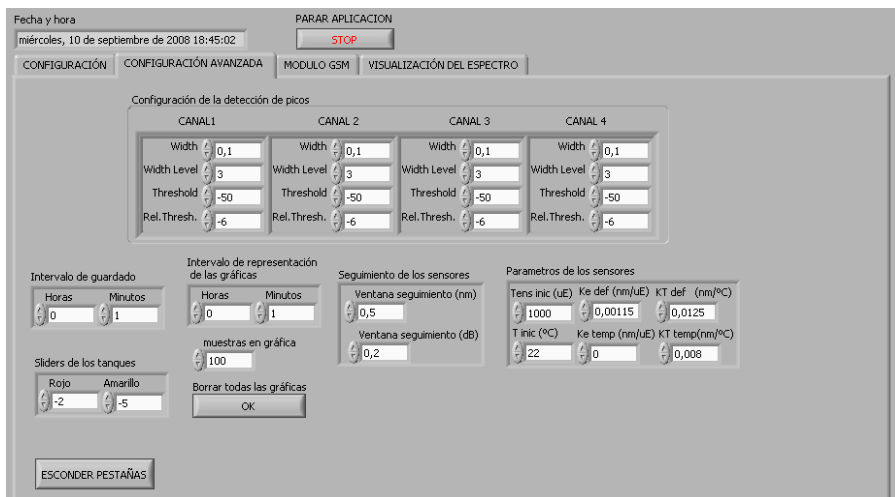 Fecha y hora
PARAR APLICACION
miércoles, 10 de septiembre de 2008 18:45:02
STOP
CONFIGURACIÓN
CONFIGURACIÓN AVANZADA
MODULO GSM
VISUALIZACIÓN DEL ESPECTRO
Configuración de la detección de picos
CANAL1
CANAL 2
CANAL 3
CANAL 4
Width 0,1
Width 0,1
Width 0,1
Width 0,1
Width Level 3
Width Level 3
Width Level 3
Width Level 3
Threshold -50
Threshold -50
Threshold -50
Threshold -50
Rel.Thresh. -6
Rel.Thresh. -6
Rel.Thresh. -6
Rel.Thresh. -6
Intervalo de guardado
Horas Minutos
0 1
Intervalo de representación
de las gráficas
Horas Minutos
0 1
muestras en gráfica
100
Borrar todas las gráficas
OK
Seguimiento de los sensores
Ventana seguimiento (nm)
0,5
Ventana seguimiento (dB)
0,2
Parametros de los sensores
Tens inic (uE) Ke def (nm/uE) KT def (nm/ºC)
1000 0,00115 0,0125
T inic (ºC) Ke temp (nm/uE) KT temp(nm/ºC)
22 0 0,008
Sliders de los tanques
Rojo Amarillo
-2 -5
ESCONDER PESTAÑAS